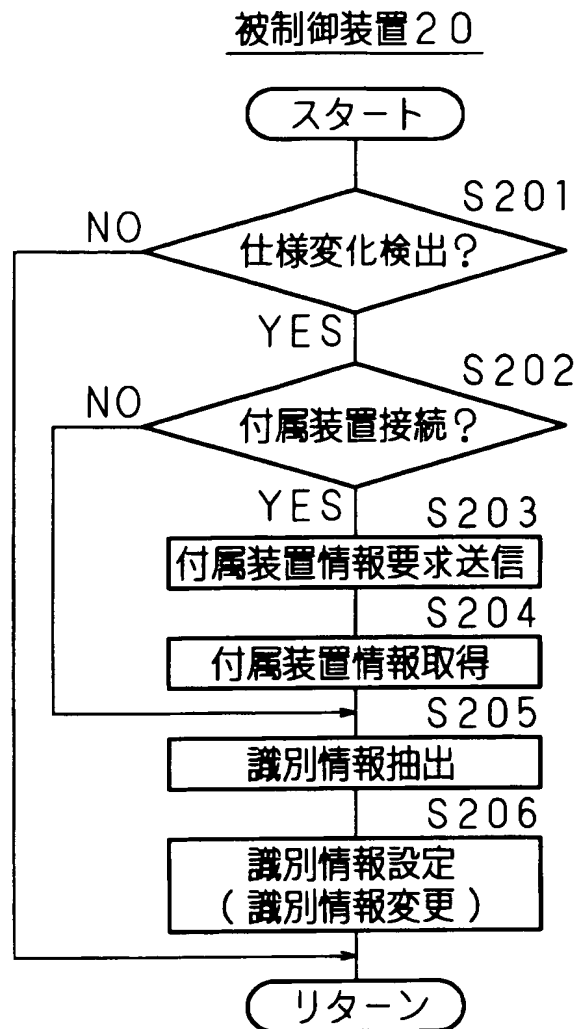 被制御装置20
スタート
S201
NO
仕様変化検出?
YES
S202
NO
付属装置接続?
YES
S203
付属装置情報要求送信
S204
付属装置情報取得
S205
識別情報抽出
S206
識別情報設定
(識別情報変更)
リターン